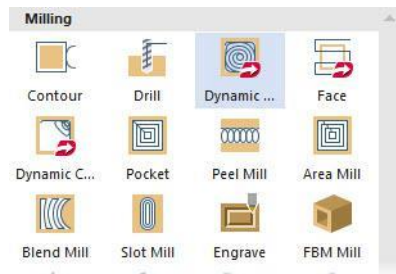 Milling
Contour Drill Dynamic ... Face
Dynamic C... Pocket Peel Mill Area Mill
Blend Mill Slot Mill Engrave FBM Mill